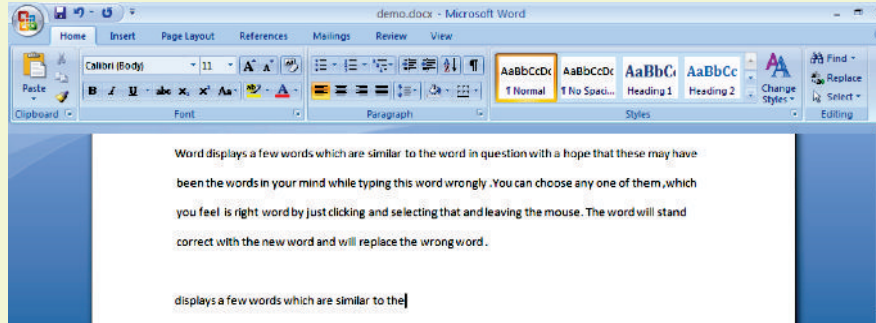 demo.docx - Microsoft Word
Home Insert Page Layout References Mailings Review View
Calibri (Body) 11
Paste
B I U abc x, x² Aa A
AaBbCcDc AaBbCcDc AaBbC AaBbCc
¶ Normal ¶ No Spaci... Heading 1 Heading 2
Change Styles
Find
Replace
Select
Clipboard Font Paragraph Styles Editing
Word displays a few words which are similar to the word in question with a hope that these may have
been the words in your mind while typing this word wrongly .You can choose any one of them ,which
you feel is right word by just clicking and selecting that and leaving the mouse. The word will stand
correct with the new word and will replace the wrong word .
displays a few words which are similar to the